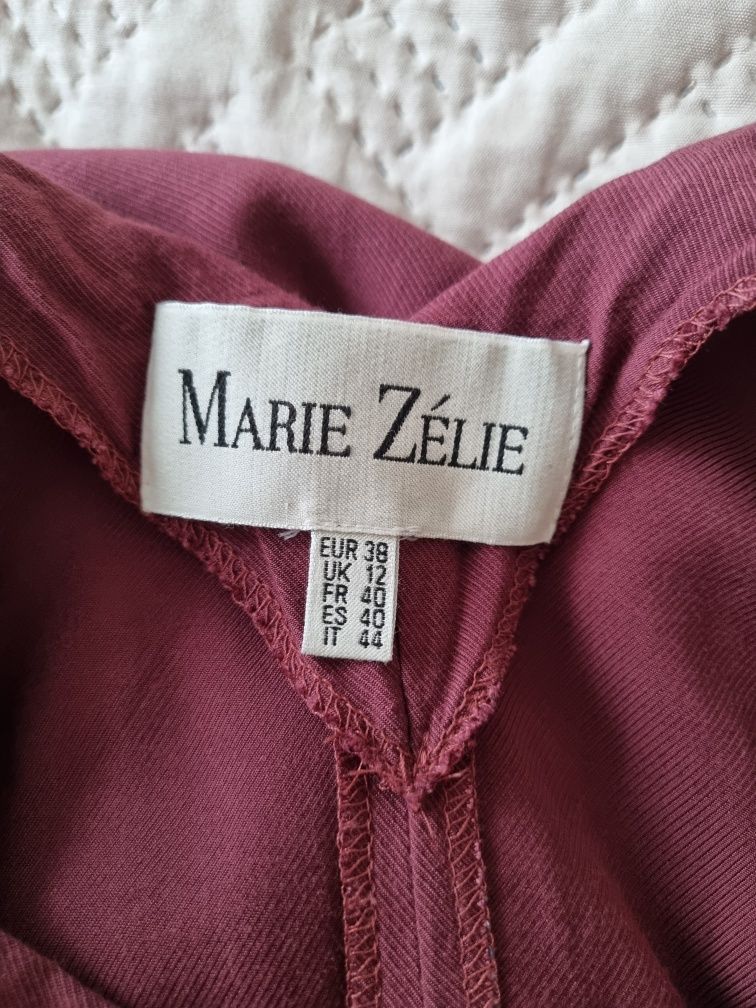 MARIE ZÉLIE
EUR 38
UK 12
FR 40
ES 40
IT 44